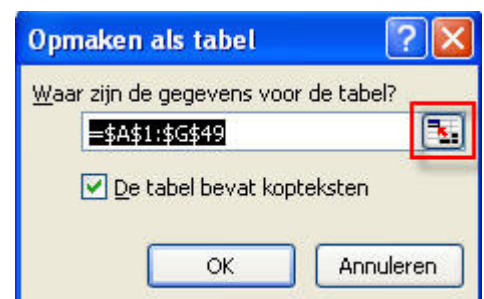 Opmaken als tabel
Waar zijn de gegevens voor de tabel?
=$A$1:$G$49
De tabel bevat kopteksten
OK Annuleren